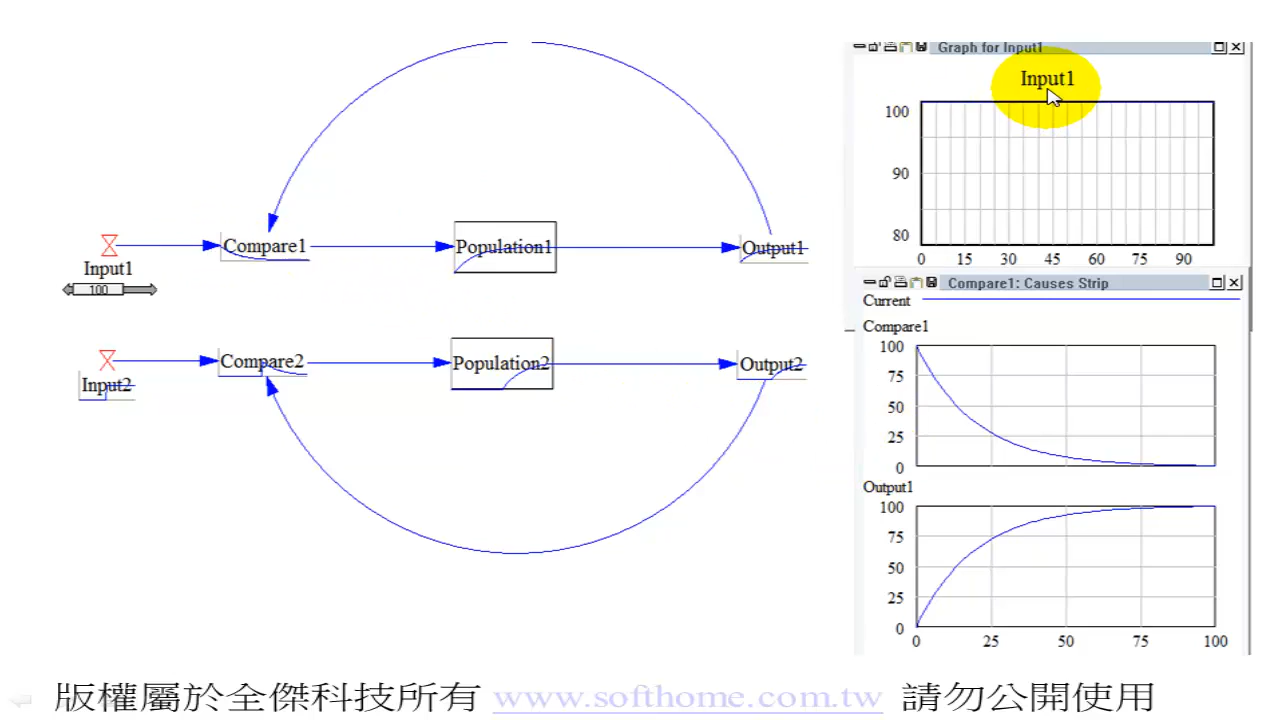 Graph for Input1
Input1
100
90
80
0 15 30 45 60 75 90
Compare1 Population1 Output1
Input1
100
Compare2 Population2 Output2
Input2
Compare1: Causes Strip
Current
Compare1
100
75
50
25
0
Output1
100
75
50
25
0
0 25 50 75 100
版權屬於全傑科技所有 www.softhome.com.tw 請勿公開使用